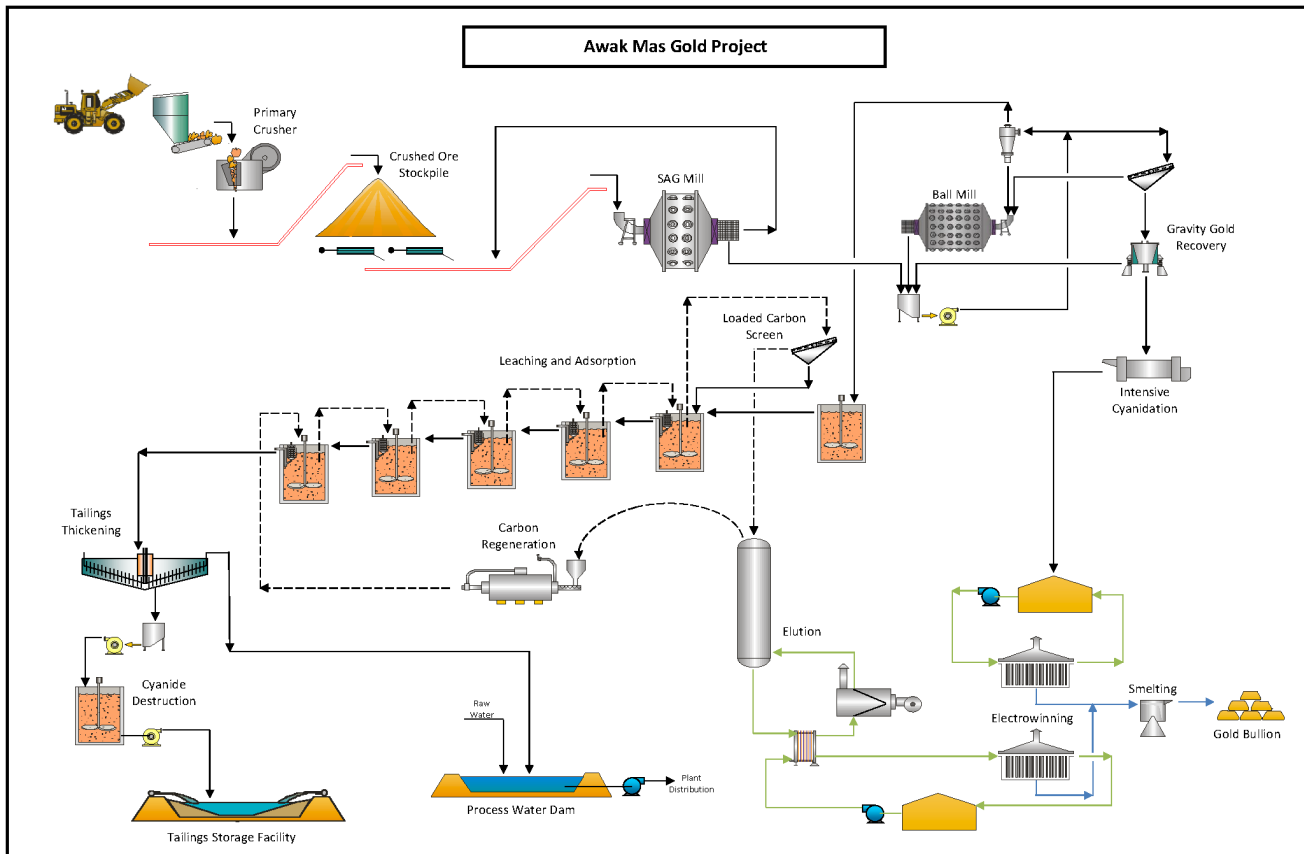 Awak Mas Gold Project
Primary
Crusher
Crushed Ore
Stockpile
SAG Mill
Ball Mill
Gravity Gold
Recovery
Loaded Carbon
Screen
Leaching and Adsorption
Intensive
Cyanidation
Tailings
Thickening
Carbon
Regeneration
Elution
Cyanide
Destruction
Raw
Water
Smelting
Electrowinning
Gold Bullion
Plant
Distribution
Process Water Dam
Tailings Storage Facility